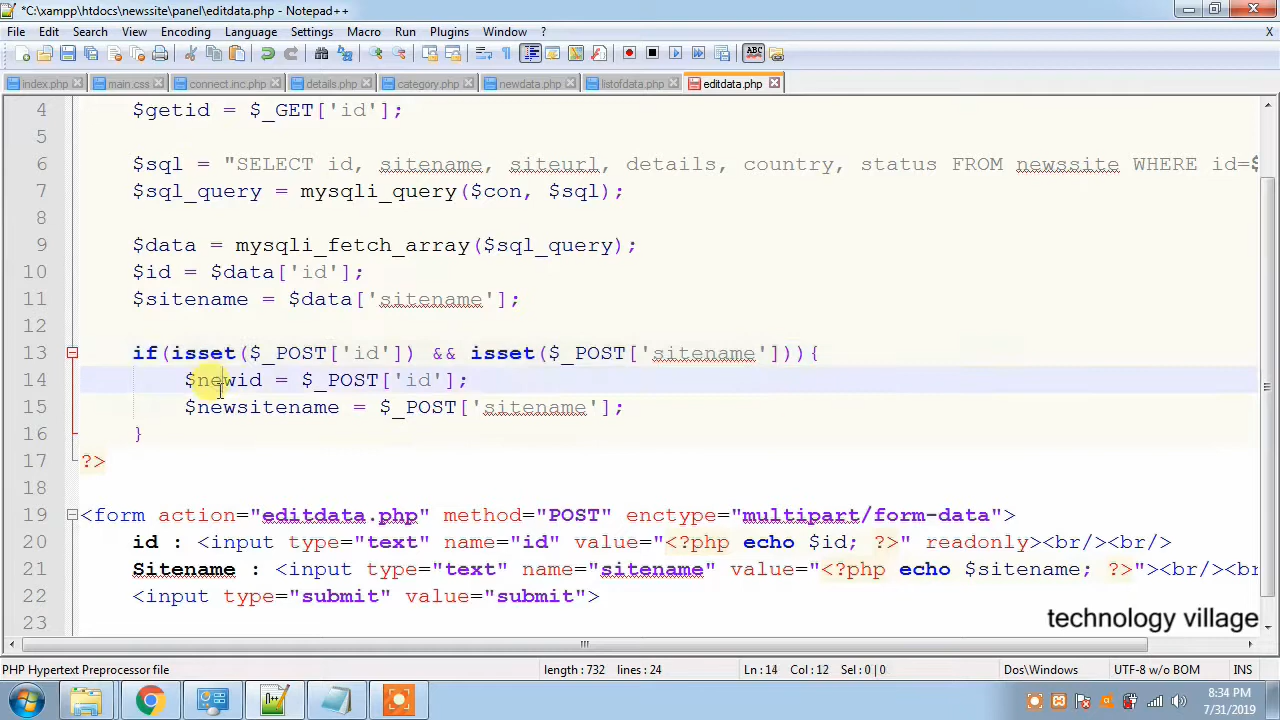 *C:\xampp\htdocs\newssite\panel\editdata.php - Notepad++
File Edit Search View Encoding Language Settings Macro Run Plugins Window ? X
index.php main.css connect.inc.php details.php category.php newdata.php listofdata.php editdata.php
4 $getid = $_GET['id'];
5
6 $sql = "SELECT id, sitename, siteurl, details, country, status FROM newssite WHERE id=$
7 $sql_query = mysqli_query($con, $sql);
8
9 $data = mysqli_fetch_array($sql_query);
10 $id = $data['id'];
11 $sitename = $data['sitename'];
12
13 if(isset($_POST['id']) && isset($_POST['sitename'])){
14 $newid = $_POST['id'];
15 $newsitename = $_POST['sitename'];
16 }
17 ?>
18
19 <form action="editdata.php" method="POST" enctype="multipart/form-data">
20 id : <input type="text" name="id" value="<?php echo $id; ?>" readonly><br/><br/>
21 Sitename : <input type="text" name="sitename" value="<?php echo $sitename; ?>"><br/><br
22 <input type="submit" value="submit">
23
technology village
PHP Hypertext Preprocessor file length : 732 lines : 24 Ln : 14 Col : 12 Sel : 0 | 0 Dos\Windows UTF-8 w/o BOM INS
8:34 PM
7/31/2019